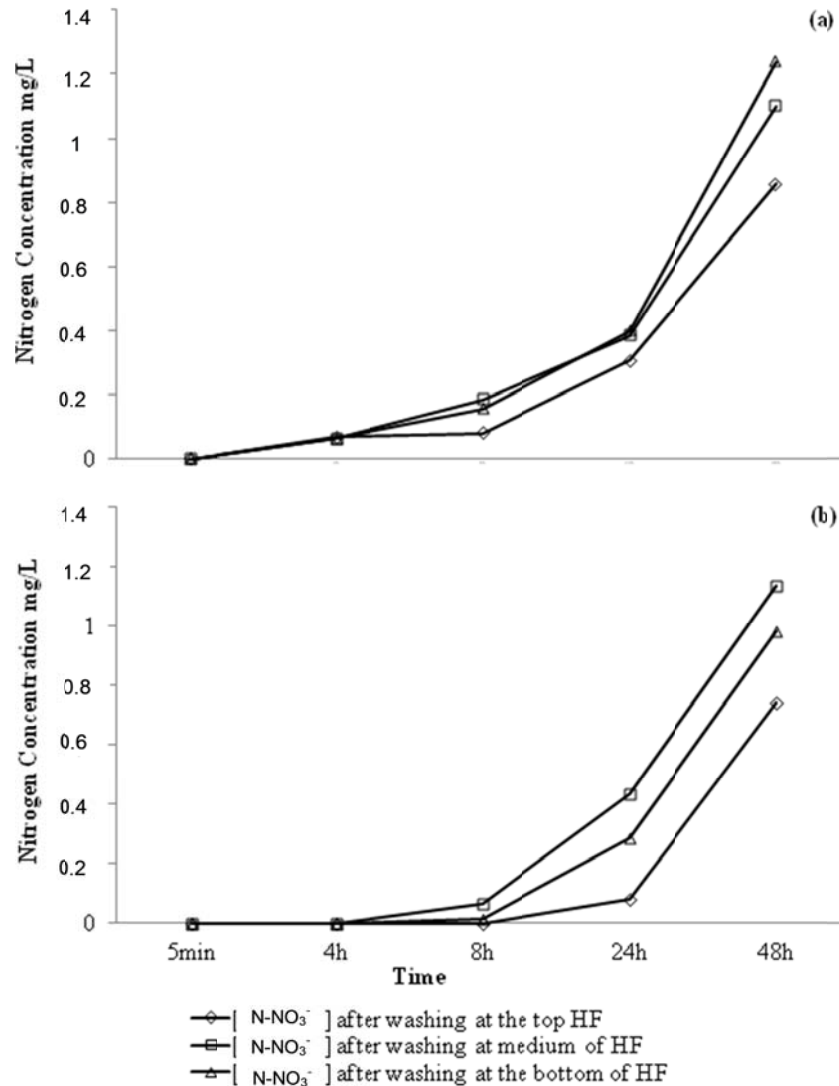 1.4
(a)
1.2
1
0.8
0.6
0.4
0.2
0
Nitrogen Concentration mg/L
1.4
(b)
1.2
1
0.8
0.6
0.4
0.2
0
Nitrogen Concentration mg/L
5min 4h 8h 24h 48h
Time
[ N-NO₃⁻ ] after washing at the top HF
[ N-NO₃⁻ ] after washing at medium of HF
[ N-NO₃⁻ ] after washing at the bottom of HF